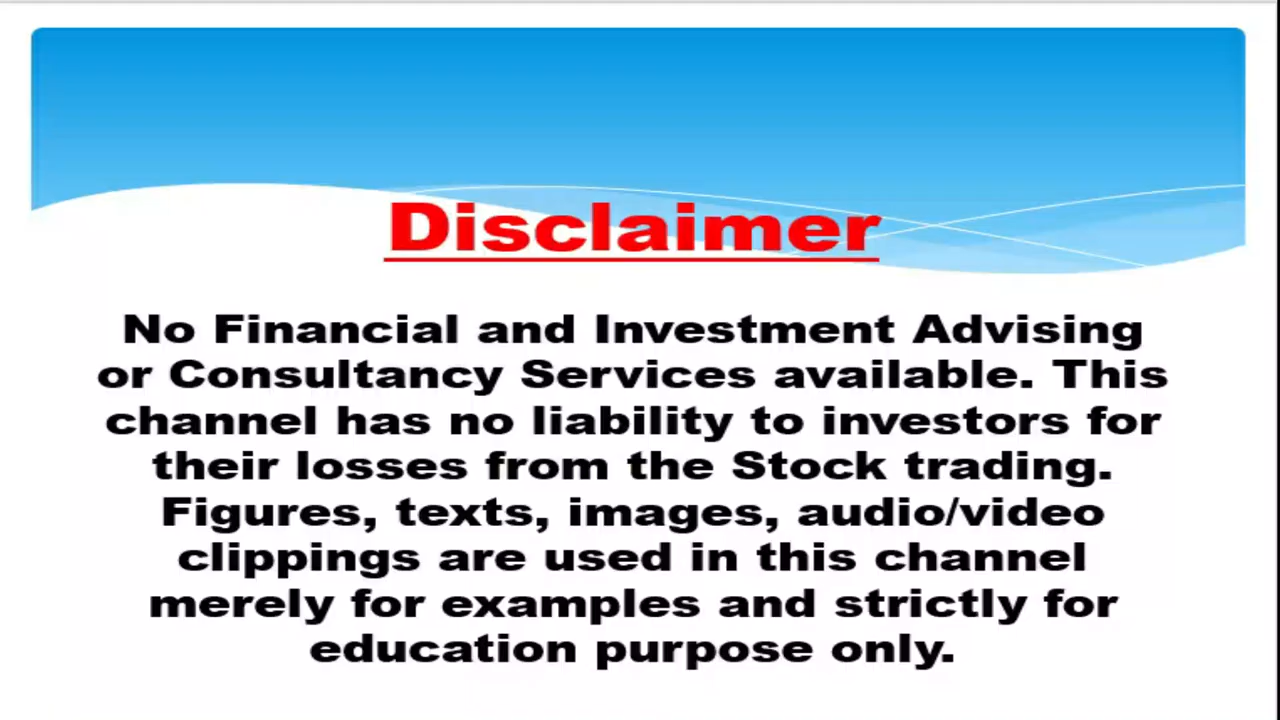 Disclaimer
No Financial and Investment Advising
or Consultancy Services available. This
channel has no liability to investors for
their losses from the Stock trading.
Figures, texts, images, audio/video
clippings are used in this channel
merely for examples and strictly for
education purpose only.